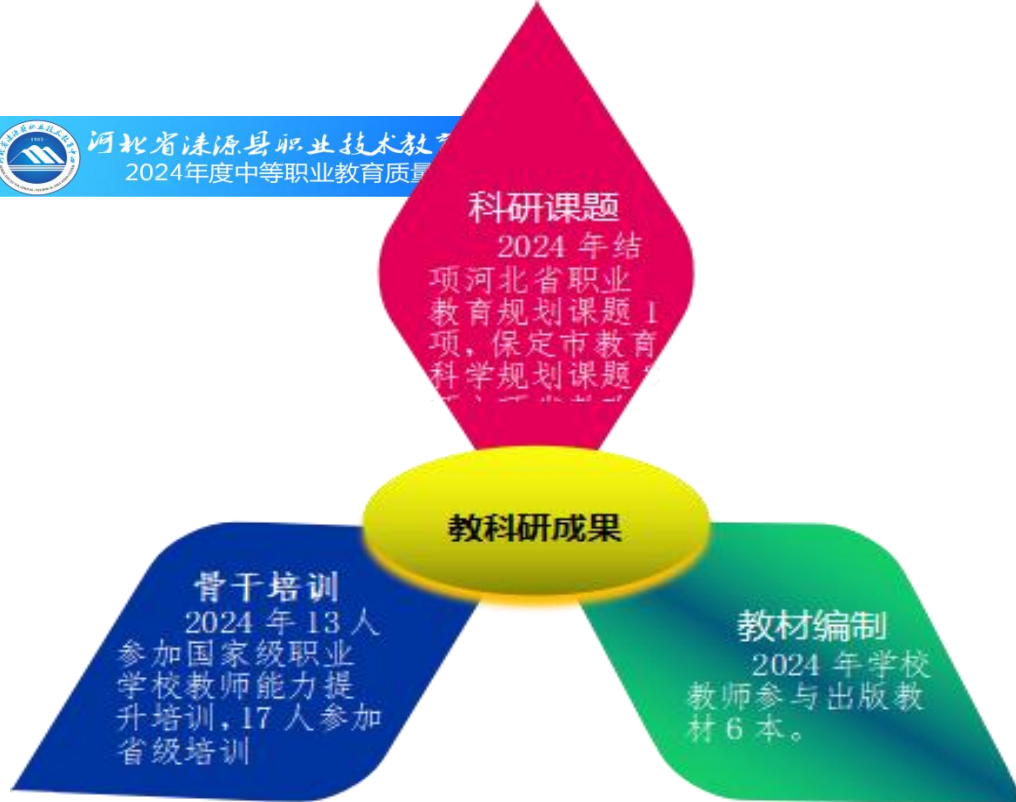 河北省涞源县职业技术教
2024年度中等职业教育质量
科研课题
2024 年结
项河北省职业
教育规划课题 1
项，保定市教育
科学规划课题
教科研成果
骨干培训
2024 年 13 人
参加国家级职业
学校教师能力提
升培训，17 人参加
省级培训
教材编制
2024 年学校
教师参与出版教
材 6 本。